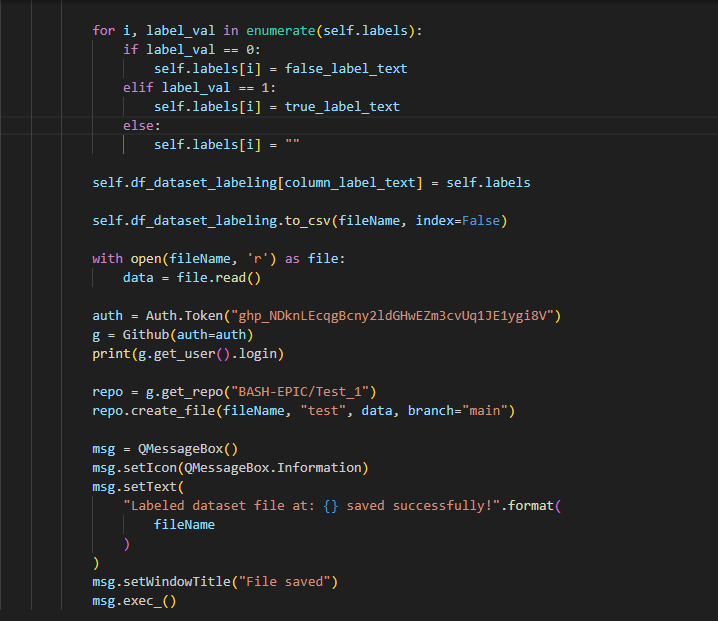 for i, label_val in enumerate(self.labels):
if label_val == 0:
self.labels[i] = false_label_text
elif label_val == 1:
self.labels[i] = true_label_text
else:
self.labels[i] = ""
self.df_dataset_labeling[column_label_text] = self.labels
self.df_dataset_labeling.to_csv(fileName, index=False)
with open(fileName, 'r') as file:
data = file.read()
auth = Auth.Token("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")
g = Github(auth=auth)
print(g.get_user().login)
repo = g.get_repo("BASH-EPIC/Test_1")
repo.create_file(fileName, "test", data, branch="main")
msg = QMessageBox()
msg.setIcon(QMessageBox.Information)
msg.setText(
"Labeled dataset file at: {} saved successfully!".format(
fileName
)
)
msg.setWindowTitle("File saved")
msg.exec_()